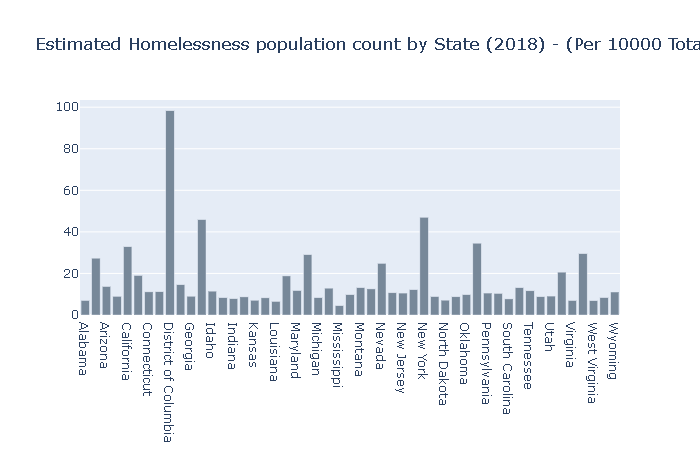 Estimated Homelessness population count by State (2018) - (Per 10000 Tota
100
80
60
40
20
0
Alabama
Arizona
California
Connecticut
District of Columbia
Georgia
Idaho
Indiana
Kansas
Louisiana
Maryland
Michigan
Mississippi
Montana
Nevada
New Jersey
New York
North Dakota
Oklahoma
Pennsylvania
South Carolina
Tennessee
Utah
Virginia
West Virginia
Wyoming